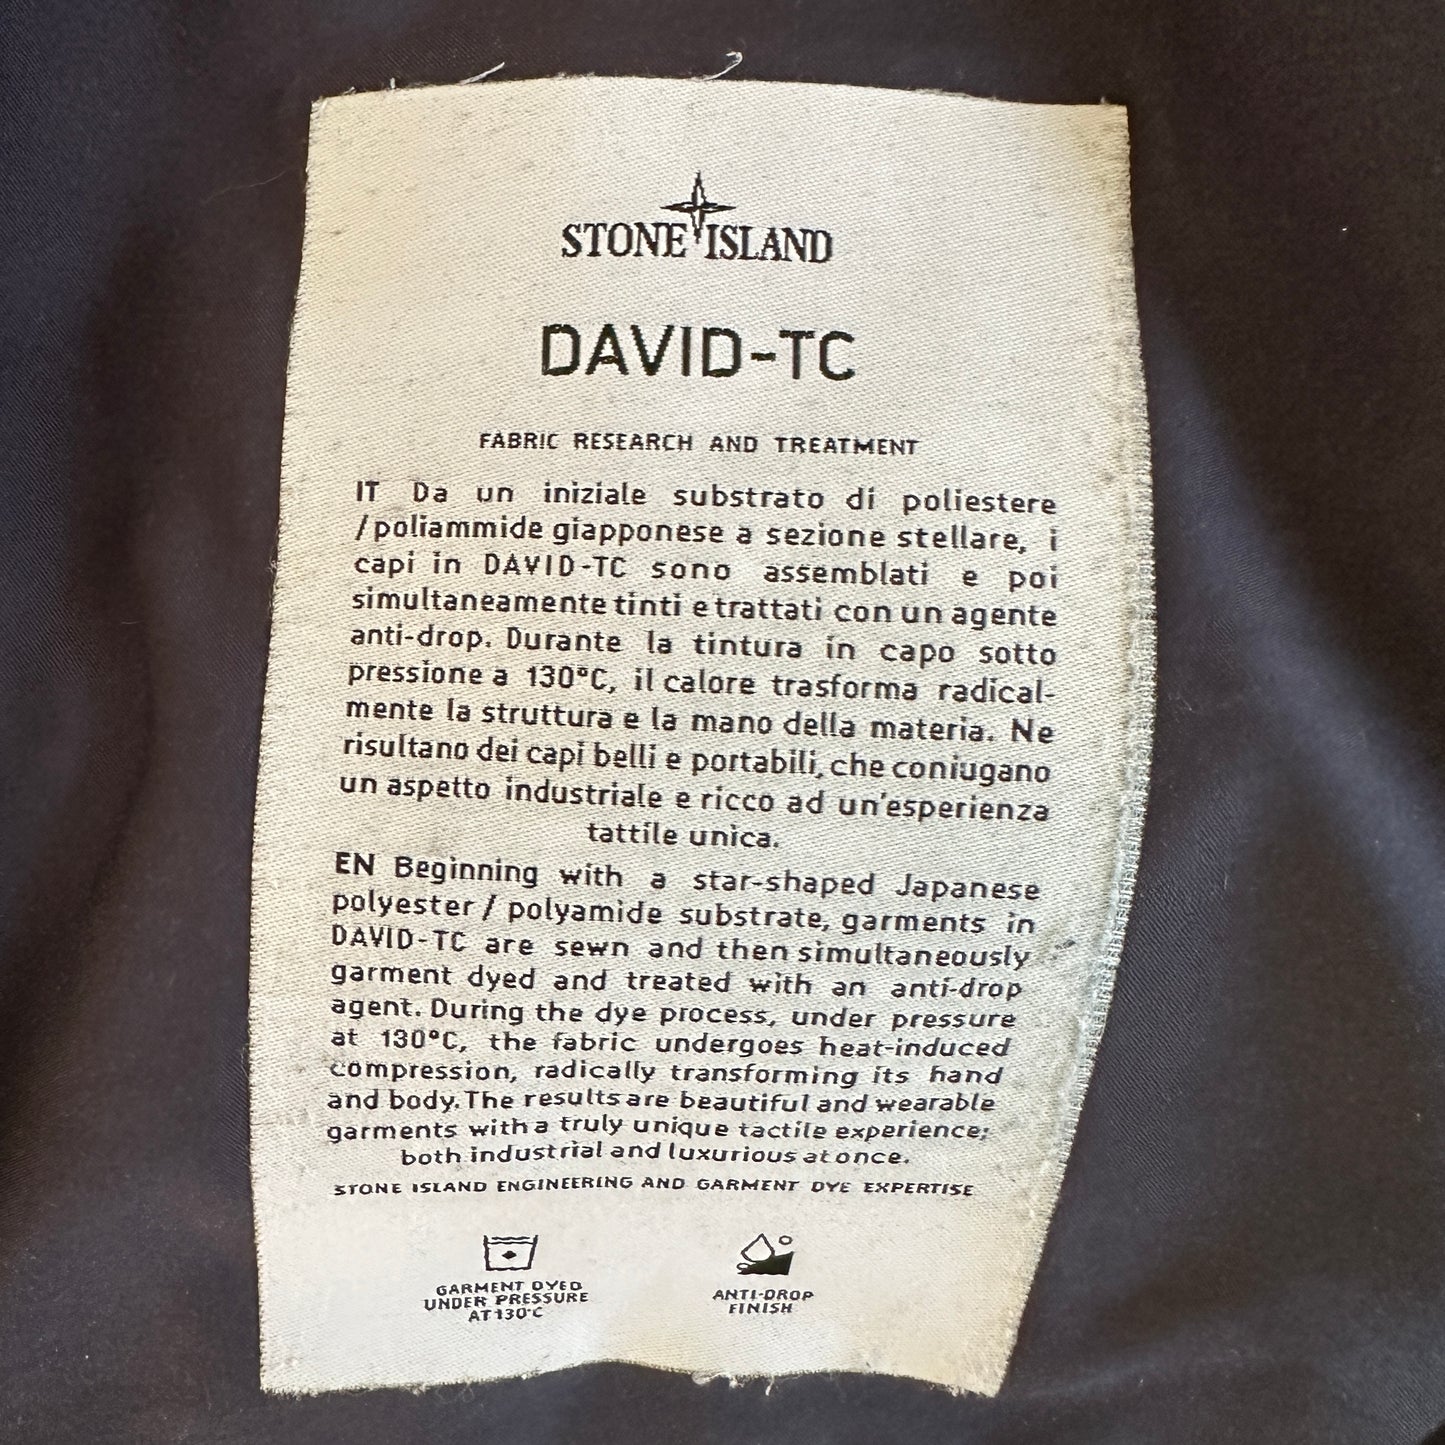 STONE ISLAND
DAVID-TC
FABRIC RESEARCH AND TREATMENT
IT Da un iniziale substrato di poliestere
/poliammide giapponese a sezione stellare, i
capi in DAVID-TC sono assemblati e poi
simultaneamente tinti e trattati con un agente
anti-drop. Durante la tintura in capo sotto
pressione a 130°C, il calore trasforma radical-
mente la struttura e la mano della materia. Ne
risultano dei capi belli e portabili, che coniugano
un aspetto industriale e ricco ad un'esperienza
tattile unica.
EN Beginning with a star-shaped Japanese
polyester / polyamide substrate, garments in
DAVID-TC are sewn and then simultaneously
garment dyed and treated with an anti-drop
agent. During the dye process, under pressure
at 130°C, the fabric undergoes heat-induced
compression, radically transforming its hand
and body. The results are beautiful and wearable
garments with a truly unique tactile experience;
both industrial and luxurious at once.
STONE ISLAND ENGINEERING AND GARMENT DYE EXPERTISE
GARMENT DYED
UNDER PRESSURE
AT 130°C
ANTI-DROP
FINISH